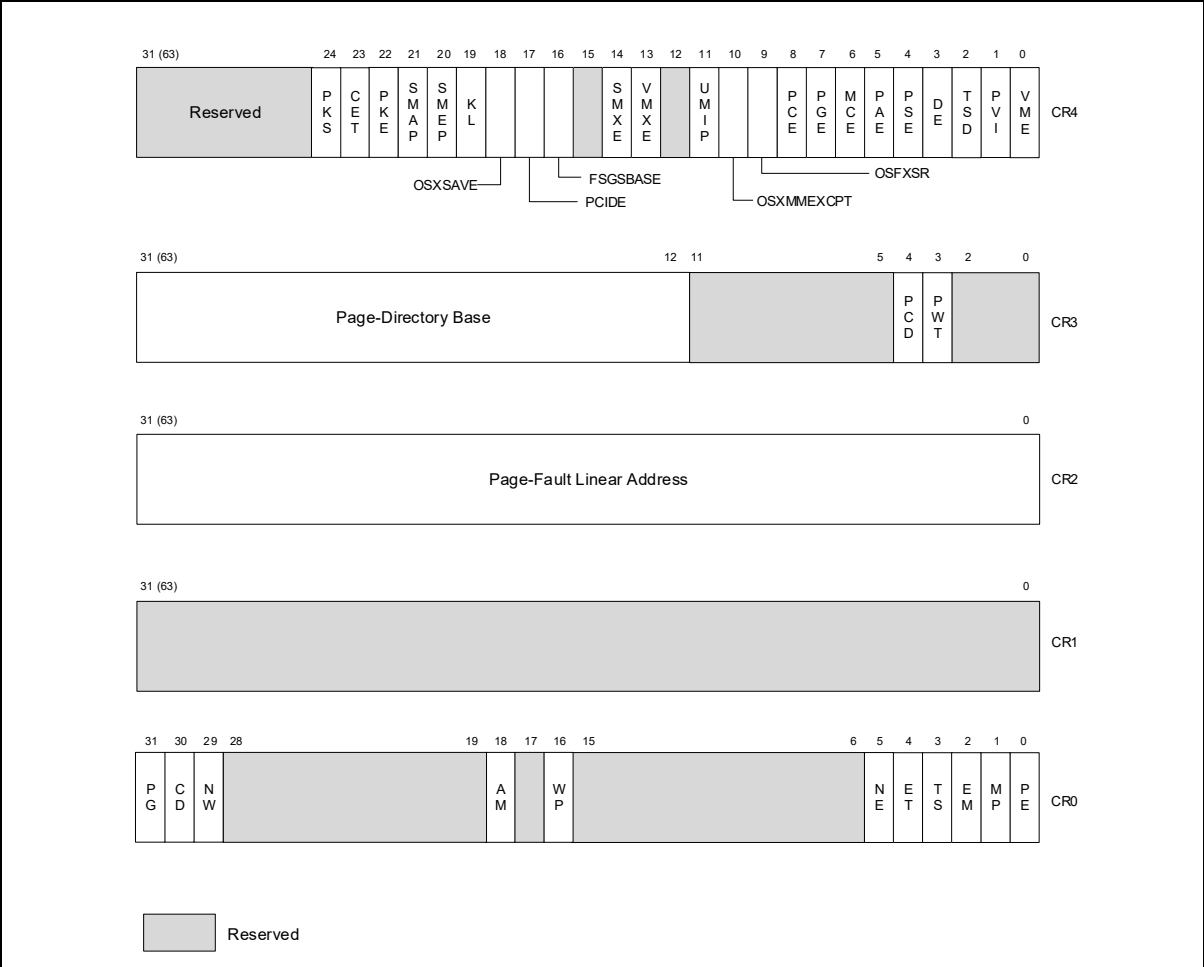 31 (63) 24 23 22 21 20 19 18 17 16 15 14 13 12 11 10 9 8 7 6 5 4 3 2 1 0
Reserved PKS CET PKE SMAP SMEP KL SMXE VMXE UMIP PCE PGE MCE PAE PSE DE TSD PVI VME CR4
OSXSAVE FSGSBASE OSFXSR
PCIDE OSXMMEXCPT
31 (63) 12 11 5 4 3 2 0
Page-Directory Base PCD PWT CR3
31 (63) 0
Page-Fault Linear Address CR2
31 (63) 0
CR1
31 30 29 28 19 18 17 16 15 6 5 4 3 2 1 0
PG CD NW AM WP NE ET TS EM MP PE CR0
Reserved